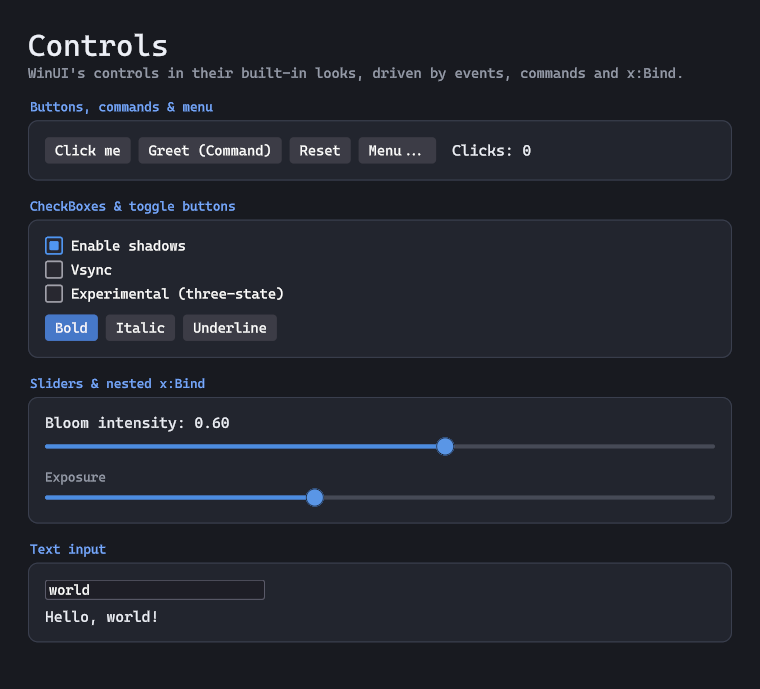 Controls
WinUI's controls in their built-in looks, driven by events, commands and x:Bind.
Buttons, commands & menu
Click me Greet (Command) Reset Menu... Clicks: 0
CheckBoxes & toggle buttons
Enable shadows
Vsync
Experimental (three-state)
Bold Italic Underline
Sliders & nested x:Bind
Bloom intensity: 0.60
Exposure
Text input
world
Hello, world!